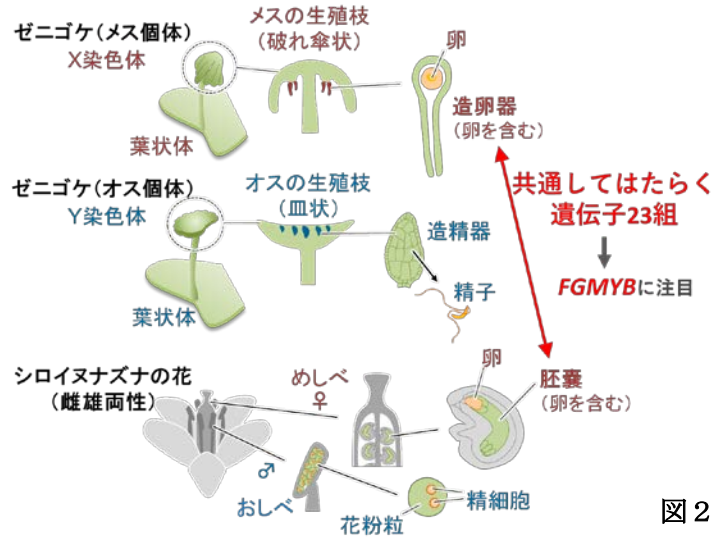 ゼニゴケ（メス個体）
X染色体
葉状体
メスの生殖枝
（破れ傘状）
卵
造卵器
（卵を含む）
ゼニゴケ（オス個体）
Y染色体
葉状体
オスの生殖枝
（皿状）
造精器
精子
共通してはたらく
遺伝子23組
FGMYBに注目
シロイヌナズナの花
（雌雄両性）
めしべ
♀
♂
おしべ
花粉粒
精細胞
卵
胚嚢
（卵を含む）
図２